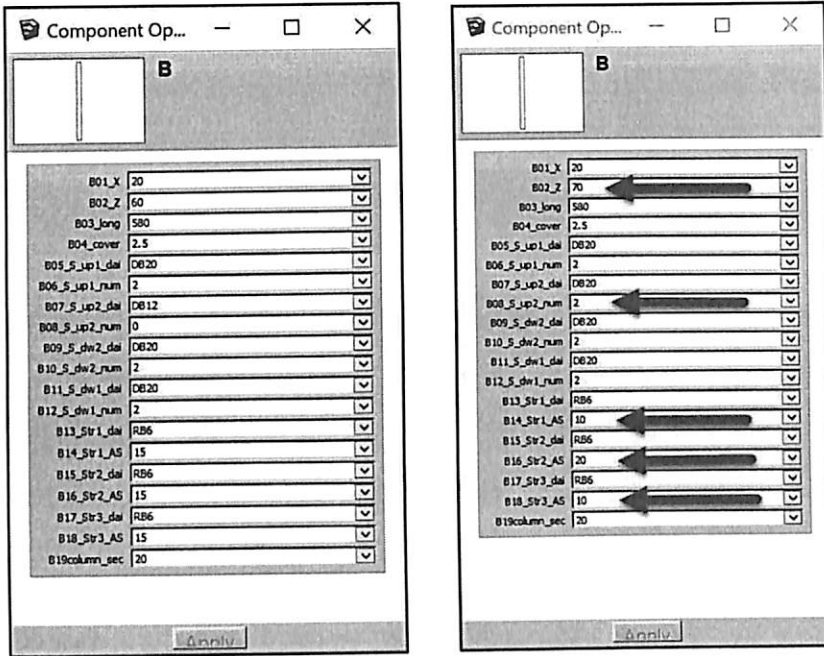 Component Op...
B
B01_X 20
B02_Z 60
B03_long 580
B04_cover 2.5
B05_S_up1_dai DB20
B06_S_up1_num 2
B07_S_up2_dai DB12
B08_S_up2_num 0
B09_S_dw2_dai DB20
B10_S_dw2_num 2
B11_S_dw1_dai DB20
B12_S_dw1_num 2
B13_Str1_dai RB6
B14_Str1_AS 15
B15_Str2_dai RB6
B16_Str2_AS 15
B17_Str3_dai RB6
B18_Str3_AS 15
B19column_sec 20
Apply
Component Op...
B
B01_X 20
B02_Z 70
B03_long 580
B04_cover 2.5
B05_S_up1_dai DB20
B06_S_up1_num 2
B07_S_up2_dai DB20
B08_S_up2_num 2
B09_S_dw2_dai DB20
B10_S_dw2_num 2
B11_S_dw1_dai DB20
B12_S_dw1_num 2
B13_Str1_dai RB6
B14_Str1_AS 10
B15_Str2_dai RB6
B16_Str2_AS 20
B17_Str3_dai RB6
B18_Str3_AS 10
B19column_sec 20
Apply